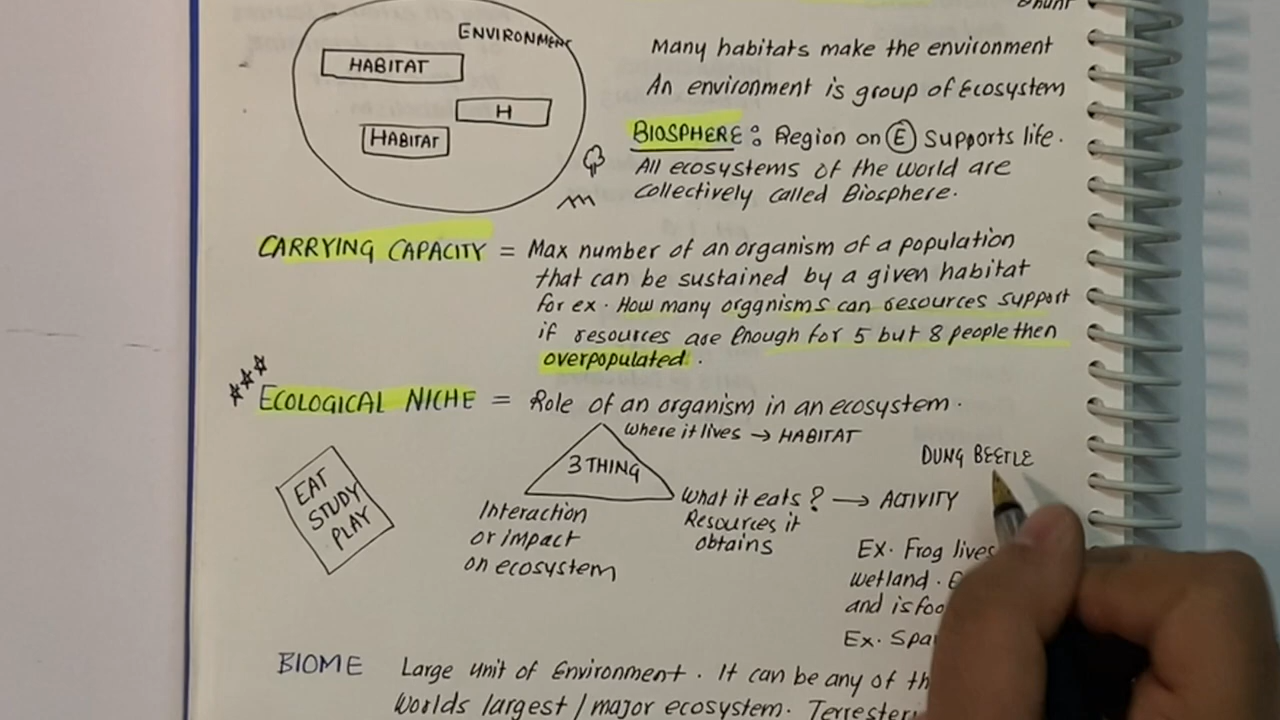 ENVIRONMENT
HABITAT
H
HABITAT
Many habitats make the environment
An environment is group of Ecosystem
BIOSPHERE : Region on E Supports life.
All ecosystems of the world are
collectively called Biosphere.
CARRYING CAPACITY = Max number of an organism of a population
that can be sustained by a given habitat
for ex. How many organisms can resources support
if resources are Enough for 5 but 8 people then
overpopulated.
ECOLOGICAL NICHE = Role of an organism in an ecosystem.
Where it lives → HABITAT
3 THING
DUNG BEETLE
EAT
STUDY
PLAY
What it eats? → ACTIVITY
Resources it
obtains
Interaction
or impact
on ecosystem
Ex. Frog lives
wetland.
and is
Ex.
BIOME Large unit of Environment. It can be any of
Worlds largest / major ecosystem.